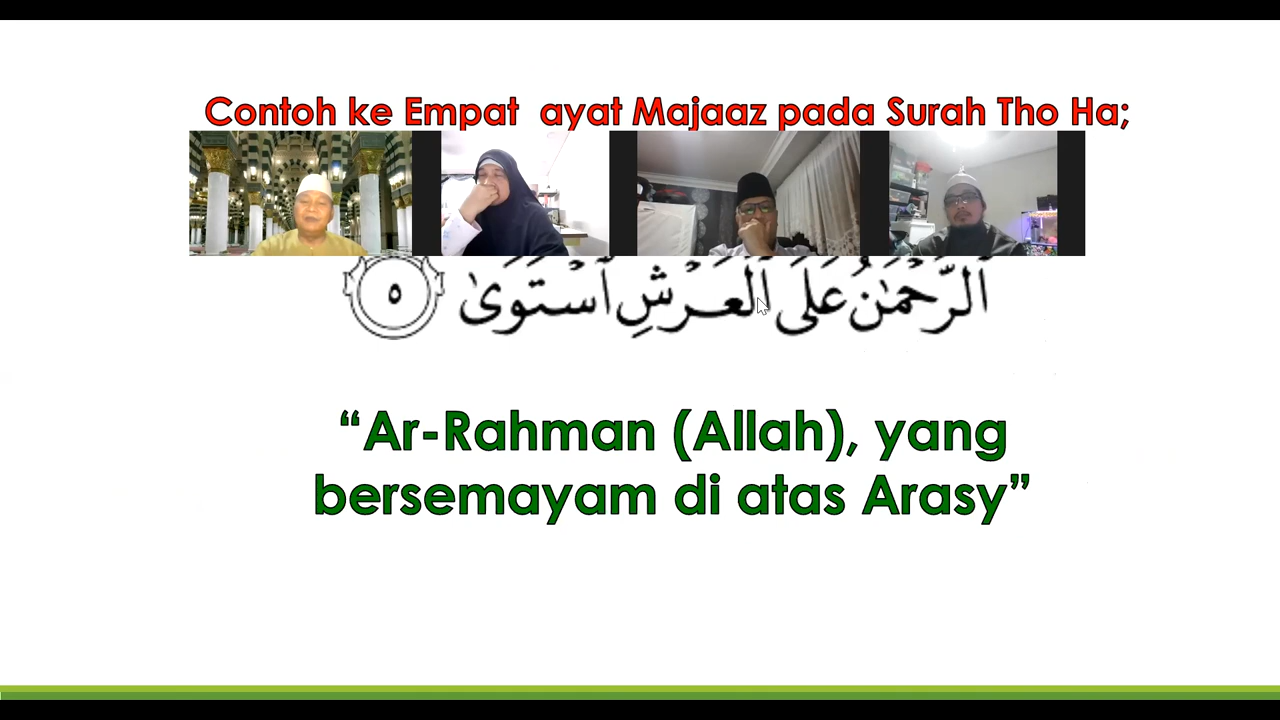 Contoh ke Empat ayat Majaaz pada Surah Tho Ha;
ٱلرَّحْمَٰنُ عَلَى ٱلْعَرْشِ ٱسْتَوَىٰ ٥
“Ar-Rahman (Allah), yang
bersemayam di atas Arasy”